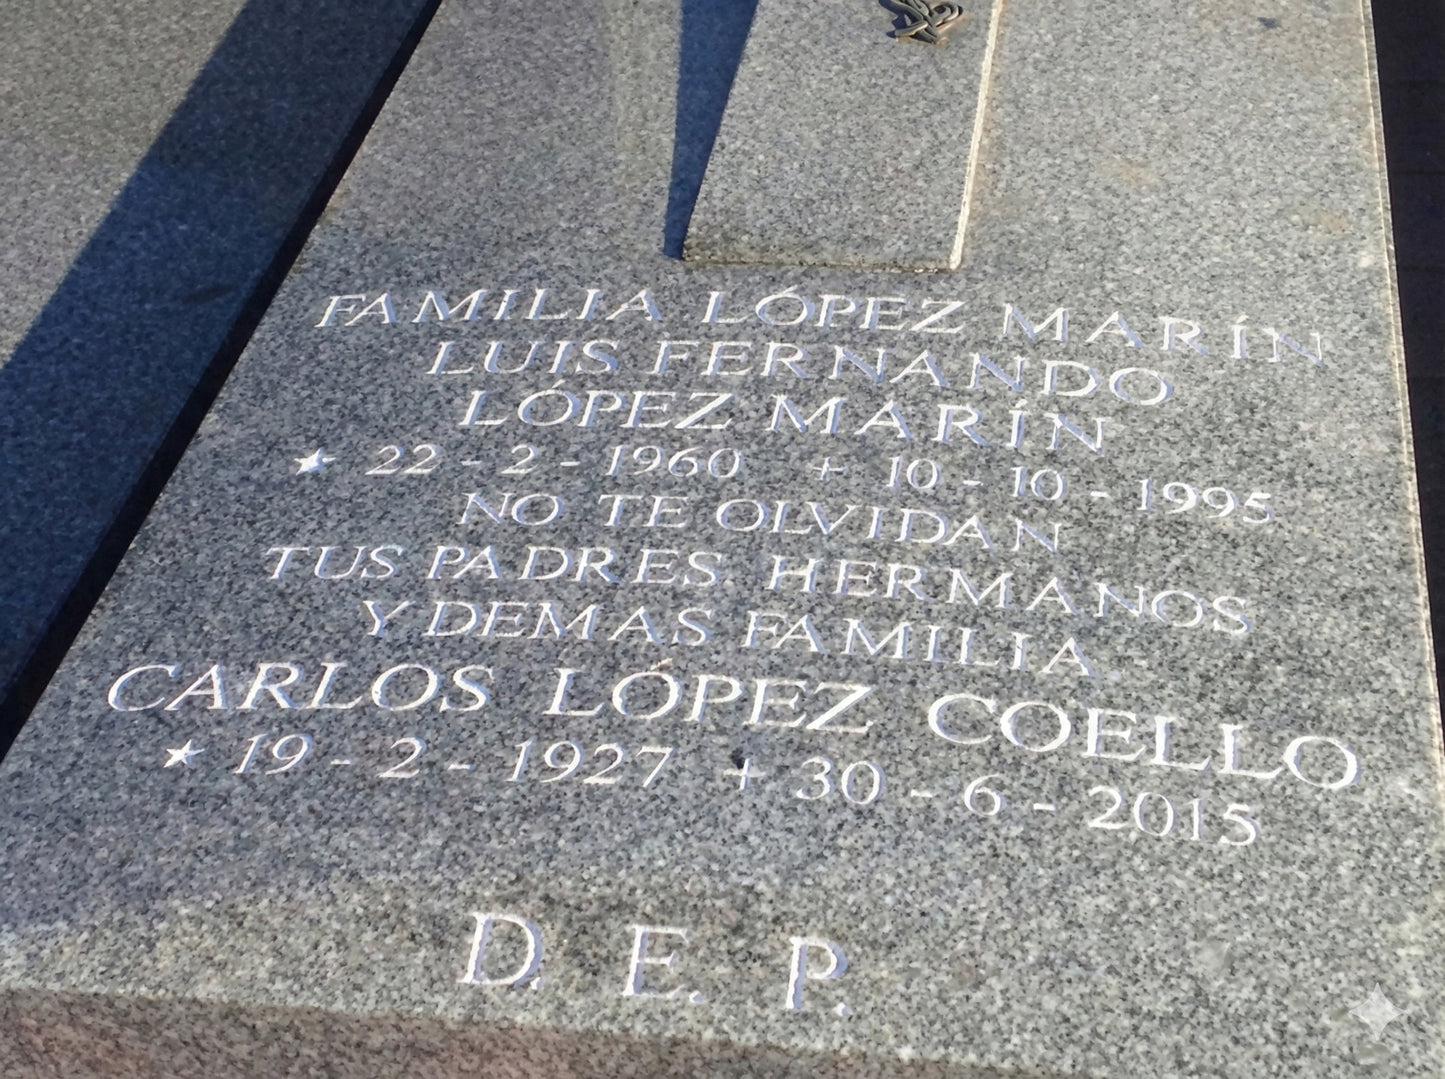 FAMILIA LÓPEZ MARÍN
LUIS FERNANDO
LÓPEZ MARÍN
★ 22 - 2 - 1960 + 10 - 10 - 1995
NO TE OLVIDAN
TUS PADRES HERMANOS
Y DEMAS FAMILIA
CARLOS LÓPEZ COELLO
★ 19 - 2 - 1927 + 30 - 6 - 2015
D. E. P.